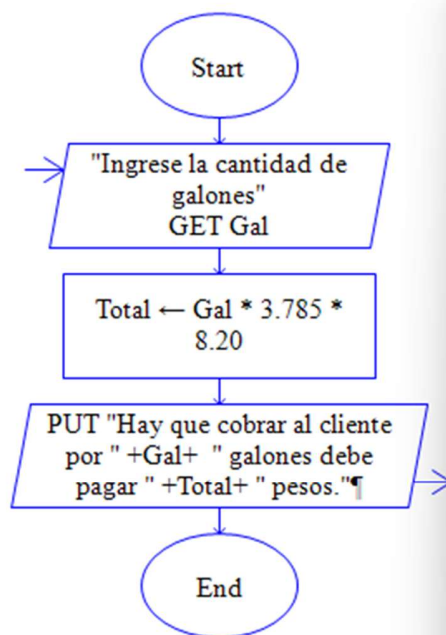 Start
"Ingrese la cantidad de
galones"
GET Gal
Total ← Gal * 3.785 *
8.20
PUT "Hay que cobrar al cliente
por " +Gal+ " galones debe
pagar " +Total+ " pesos."¶
End